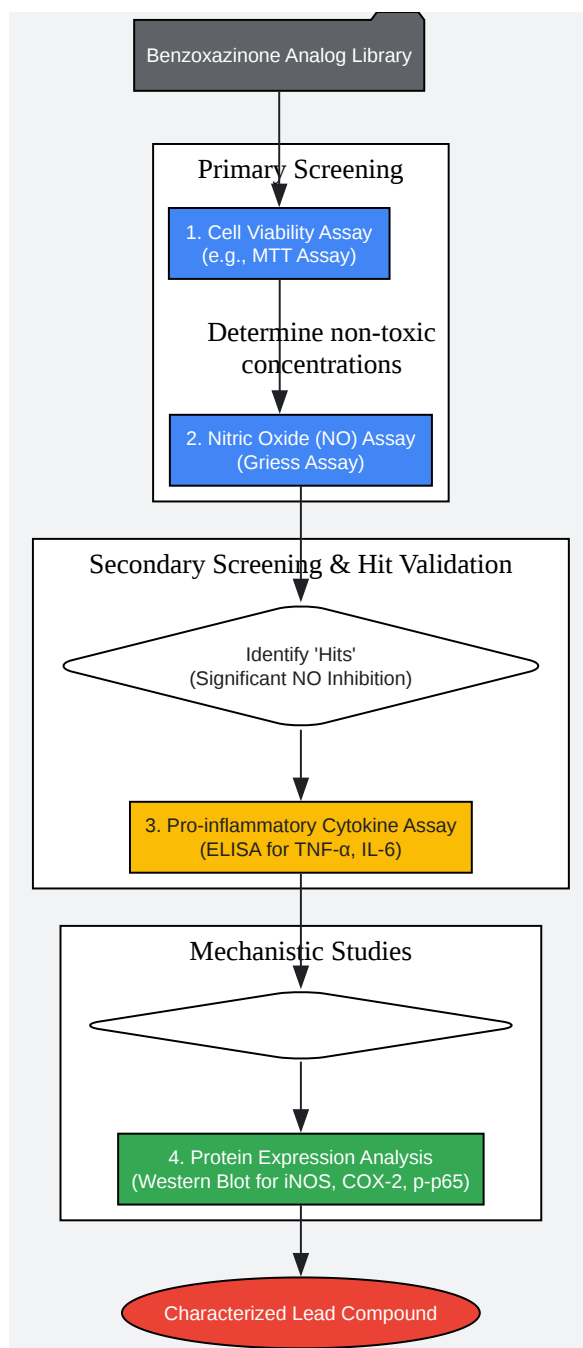 Benzoxazinone Analog Library
Primary Screening
1. Cell Viability Assay
(e.g., MTT Assay)
Determine non-toxic
concentrations
2. Nitric Oxide (NO) Assay
(Griess Assay)
Secondary Screening & Hit Validation
Identify 'Hits'
(Significant NO Inhibition)
3. Pro-inflammatory Cytokine Assay
(ELISA for TNF-α, IL-6)
Mechanistic Studies
4. Protein Expression Analysis
(Western Blot for iNOS, COX-2, p-p65)
Characterized Lead Compound